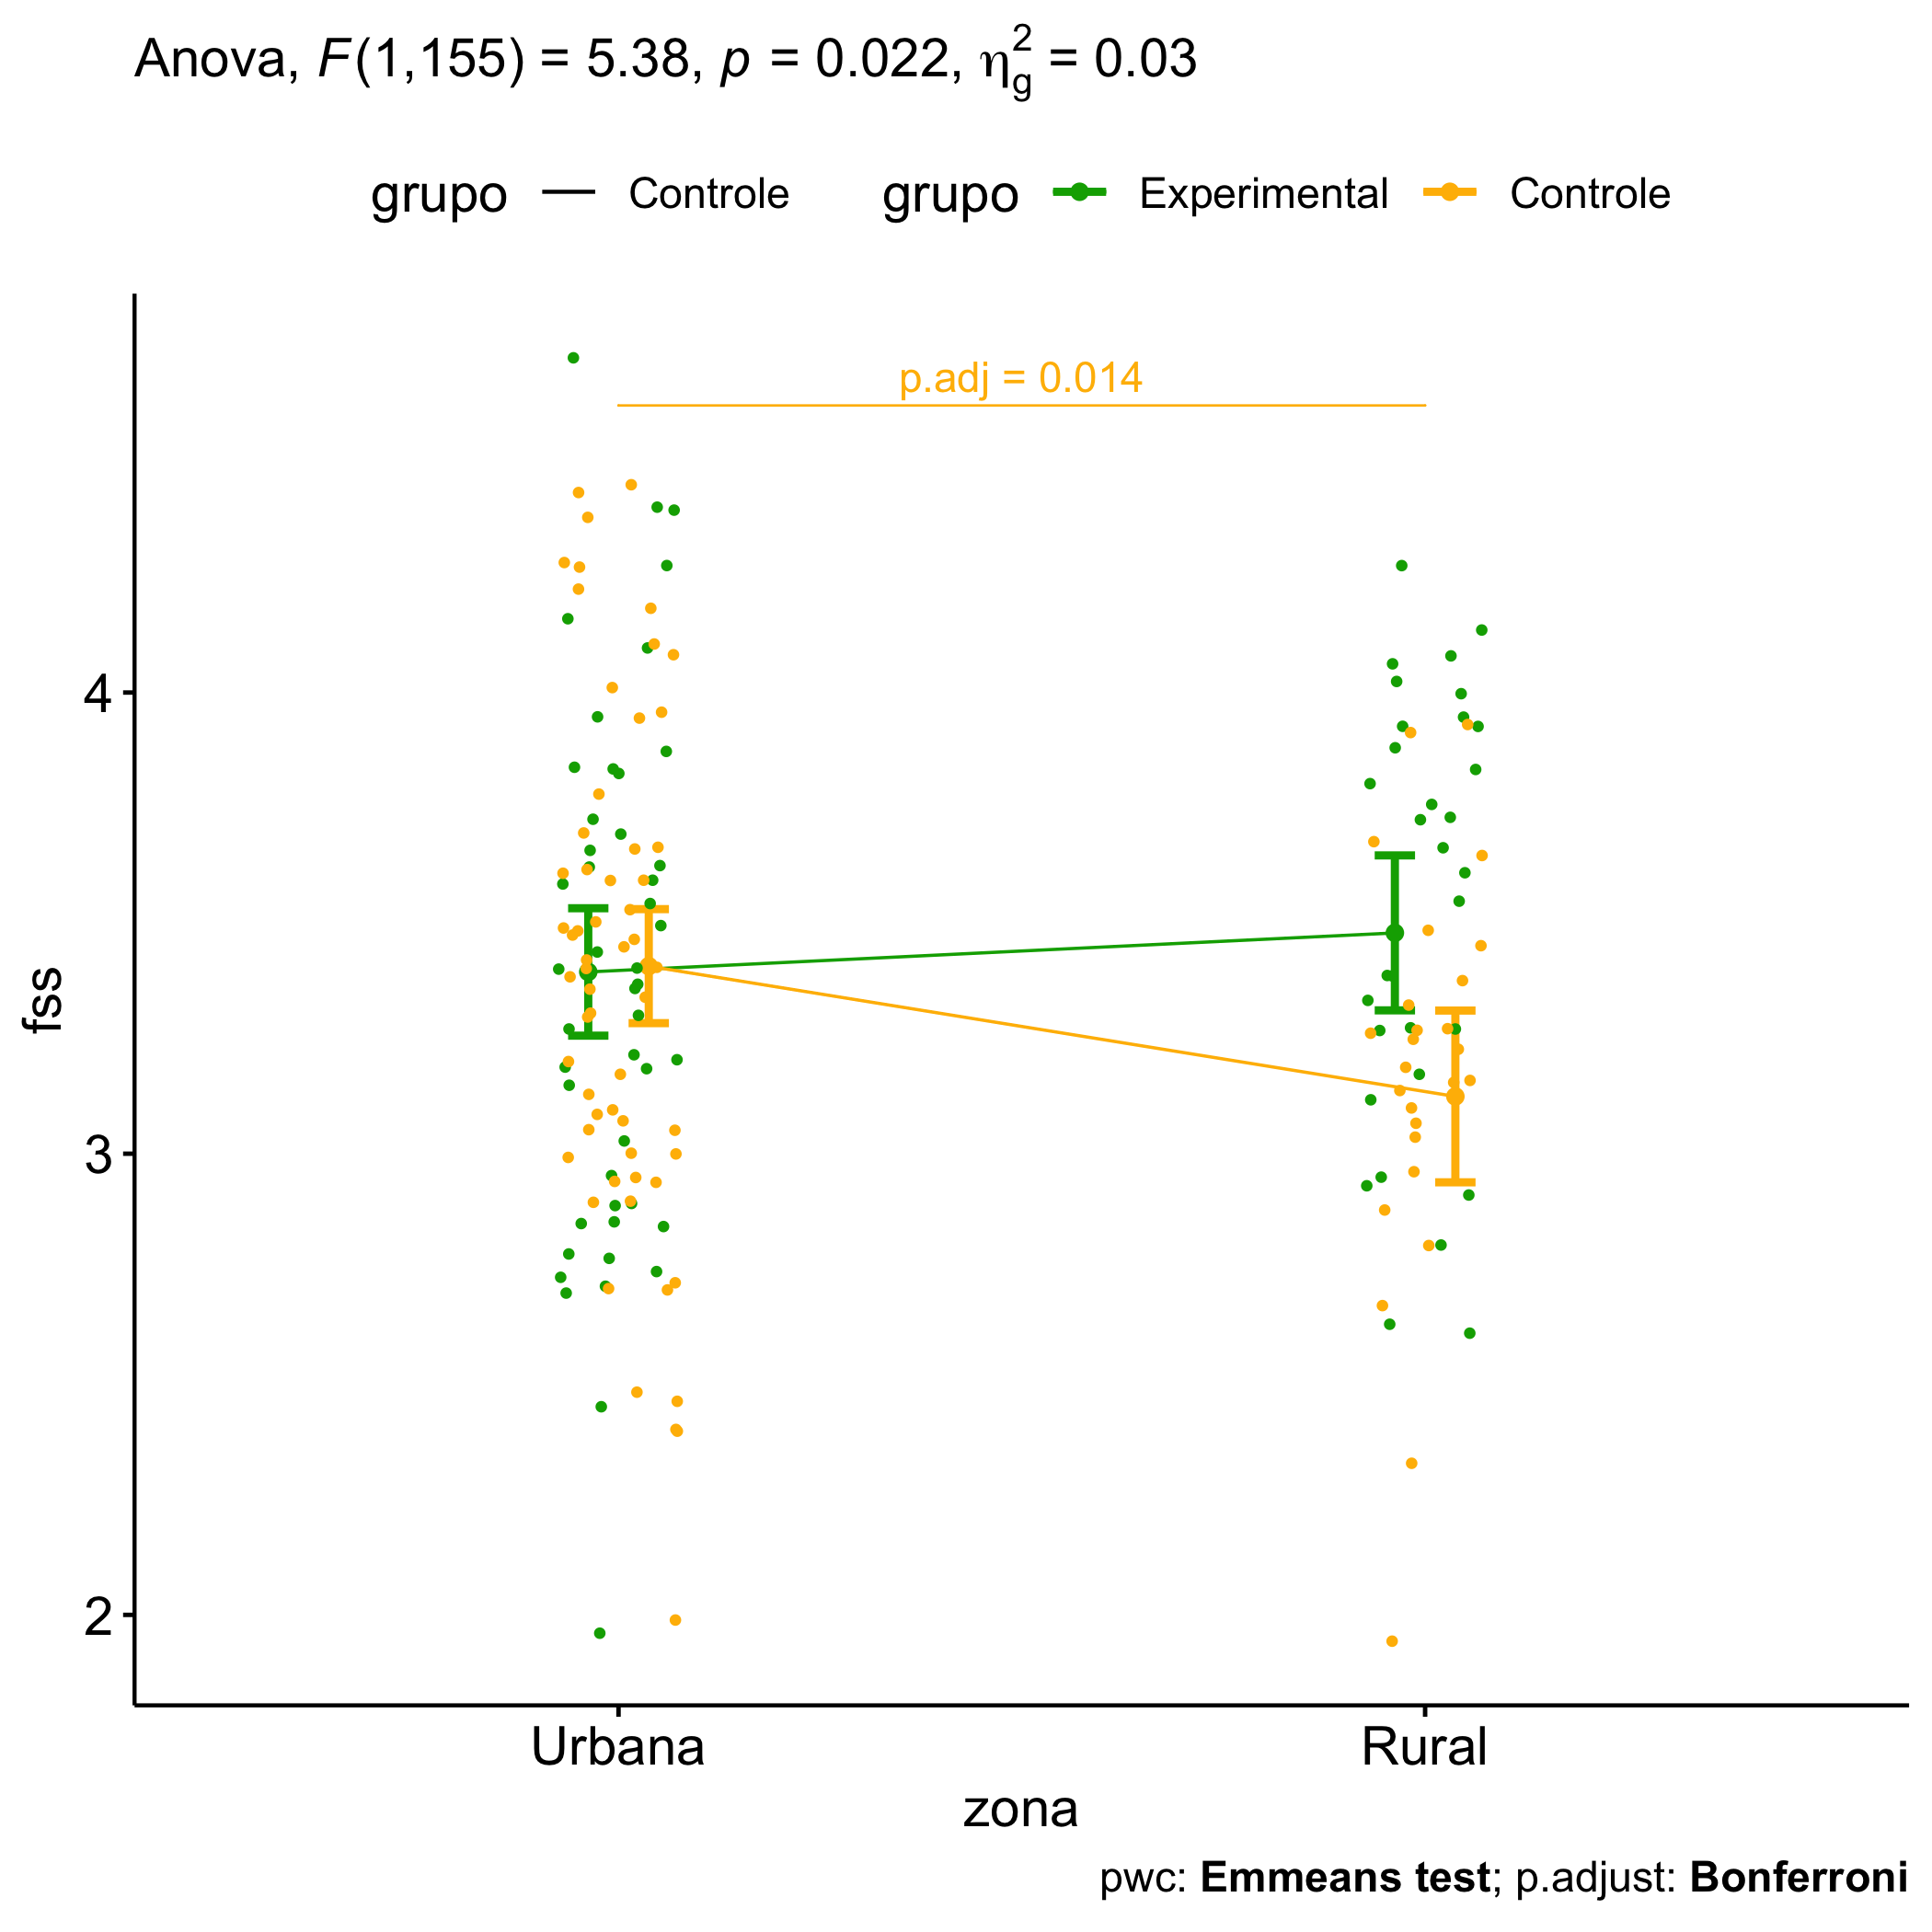 Anova, F(1,155) = 5.38, p = 0.022, η²g = 0.03
grupo Controle grupo Experimental Controle
p.adj = 0.014
4
3
2
fss
Urbana Rural
zona
pwc: Emmeans test; p.adjust: Bonferroni